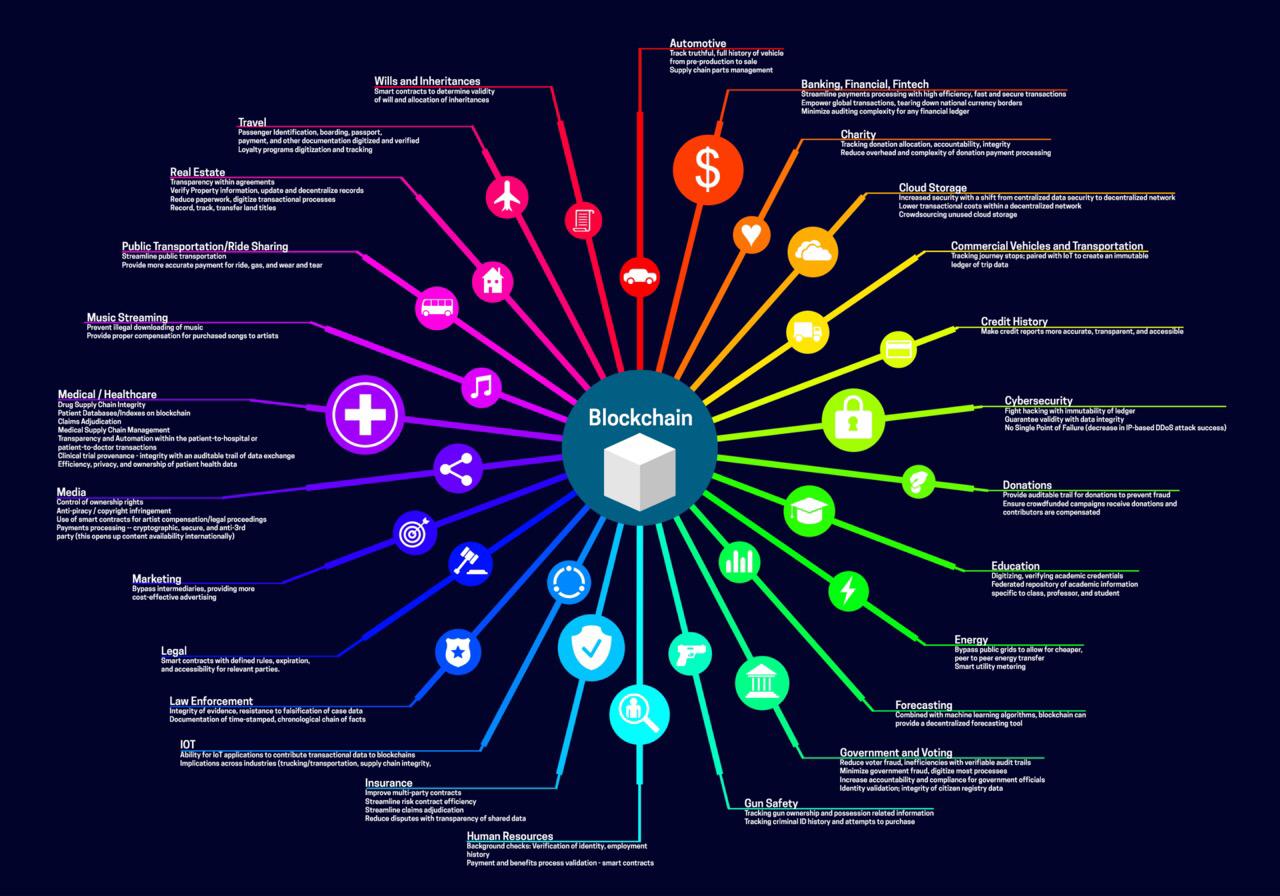 Blockchain
Automotive
Track truthful, full history of vehicle
from pre-production to sale
Supply chain parts management
Banking, Financial, Fintech
Streamline payments processing with high efficiency, fast and secure transactions
Empower global transactions, tearing down national currency borders
Minimize auditing complexity for any financial ledger
Charity
Tracking donation allocation, accountability, integrity
Reduce overhead and complexity of donation payment processing
Cloud Storage
Increased security with a shift from centralized data security to decentralized network
Lower transactional costs within a decentralized network
Crowdsourcing unused cloud storage
Commercial Vehicles and Transportation
Tracking journey stops; paired with IoT to create an immutable
ledger of trip data
Credit History
Make credit reports more accurate, transparent, and accessible
Cybersecurity
Fight hacking with immutability of ledger
Guarantee validity with data integrity
No Single Point of Failure (decrease in IP-based DDoS attack success)
Donations
Provide auditable trail for donations to prevent fraud
Ensure crowdfunded campaigns receive donations and
contributors are compensated
Education
Digitizing, verifying academic credentials
Federated repository of academic information
specific to class, professor, and student
Energy
Bypass public grids to allow for cheaper,
peer to peer energy transfer
Smart utility metering
Forecasting
Combined with machine learning algorithms, blockchain can
provide a decentralized forecasting tool
Government and Voting
Reduce voter fraud, inefficiencies with verifiable audit trails
Minimize government fraud, digitize most processes
Increase accountability and compliance for government officials
Identity validation; integrity of citizen registry data
Gun Safety
Tracking gun ownership and possession related information
Tracking criminal ID history and attempts to purchase
Human Resources
Background checks: Verification of identity, employment
history
Payment and benefits process validation - smart contracts
Insurance
Improve multi-party contracts
Streamline risk contract efficiency
Streamline claims adjudication
Reduce disputes with transparency of shared data
IOT
Ability for IoT applications to contribute transactional data to blockchains
Implications across industries (trucking/transportation, supply chain integrity,
Law Enforcement
Integrity of evidence, resistance to falsification of case data
Documentation of time-stamped, chronological chain of facts
Legal
Smart contracts with defined rules, expiration,
and accessibility for relevant parties.
Marketing
Bypass intermediaries, providing more
cost-effective advertising
Media
Control of ownership rights
Anti-piracy / copyright infringement
Use of smart contracts for artist compensation/legal proceedings
Payments processing – cryptographic, secure, and anti-3rd
party (this opens up content availability internationally)
Medical / Healthcare
Drug Supply Chain Integrity
Patient Databases/Indexes on blockchain
Claims Adjudication
Medical Supply Chain Management
Transparency and Automation within the patient-to-hospital or
patient-to-doctor transactions
Clinical trial provenance - integrity with an auditable trail of data exchange
Efficiency, privacy, and ownership of patient health data
Music Streaming
Prevent illegal downloading of music
Provide proper compensation for purchased songs to artists
Public Transportation/Ride Sharing
Streamline public transportation
Provide more accurate payment for ride, gas, and wear and tear
Real Estate
Transparency within agreements
Verify Property information, update and decentralize records
Reduce paperwork, digitize transactional processes
Record, track, transfer land titles
Travel
Passenger Identification, boarding, passport,
payment, and other documentation digitized and verified
Loyalty programs digitization and tracking
Wills and Inheritances
Smart contracts to determine validity
of will and allocation of inheritances